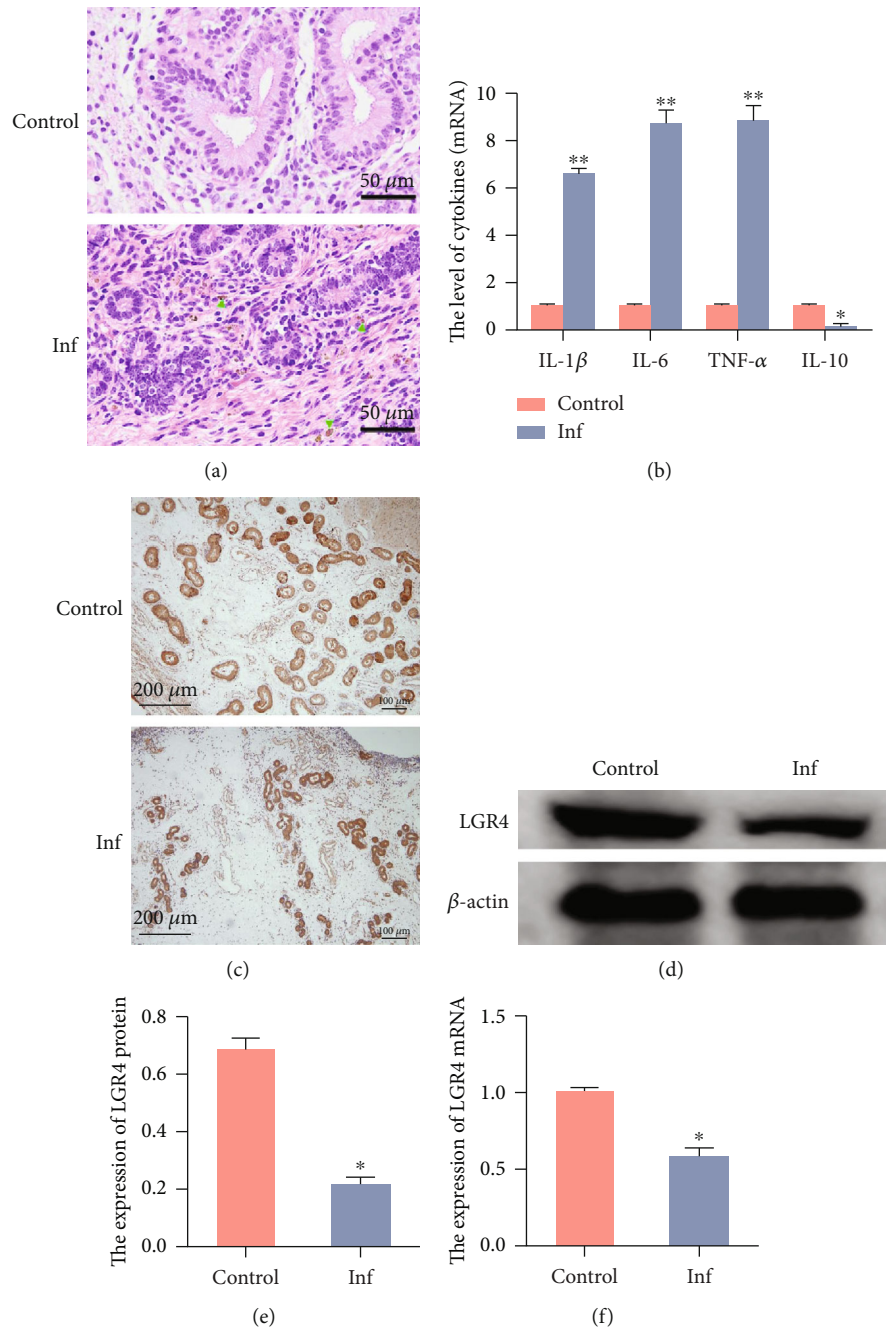 Control
50 μm
Inf
50 μm
(a)
The level of cytokines (mRNA)
10
8
6
4
2
0
**
**
**
*
IL-1β
IL-6
TNF-α
IL-10
Control
Inf
(b)
Control
200 μm
100 μm
Inf
200 μm
100 μm
(c)
Control
Inf
LGR4
β-actin
(d)
The expression of LGR4 protein
0.8
0.6
0.4
0.2
0.0
*
Control
Inf
(e)
The expression of LGR4 mRNA
1.5
1.0
0.5
0.0
*
Control
Inf
(f)